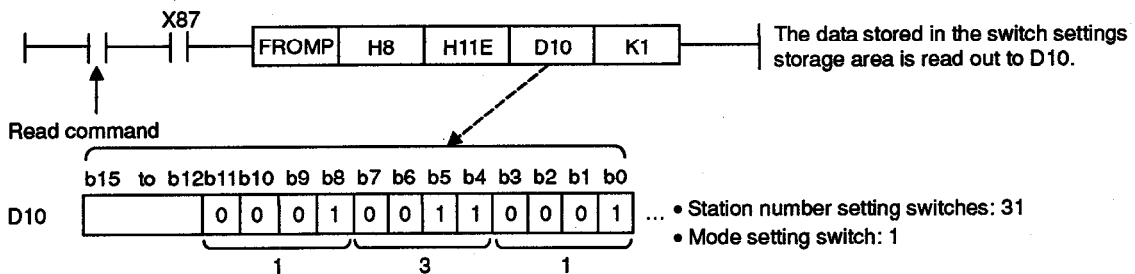 X87
FROMP H8 H11E D10 K1
The data stored in the switch settings
storage area is read out to D10.
Read command
b15 to b12b11b10 b9 b8 b7 b6 b5 b4 b3 b2 b1 b0
D10 0 0 0 1 0 0 1 1 0 0 0 1 ... • Station number setting switches: 31
• Mode setting switch: 1
1 3 1